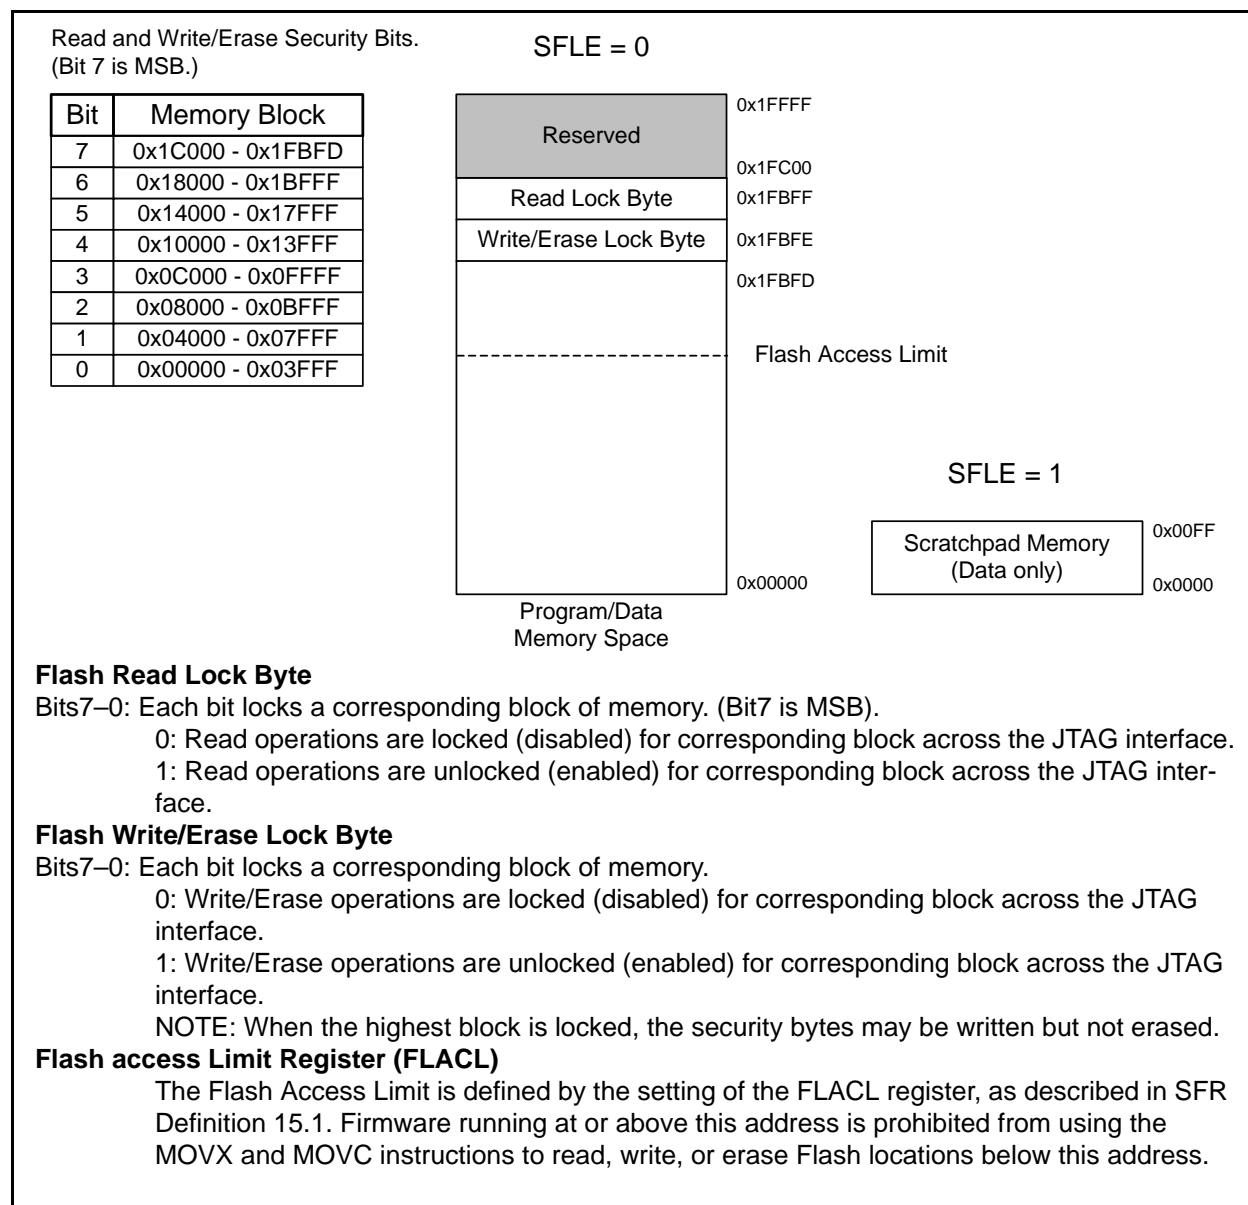 Read and Write/Erase Security Bits.
(Bit 7 is MSB.)
SFLE = 0
Bit Memory Block
7 0x1C000 - 0x1FBFD
6 0x18000 - 0x1BFFF
5 0x14000 - 0x17FFF
4 0x10000 - 0x13FFF
3 0x0C000 - 0x0FFFF
2 0x08000 - 0x0BFFF
1 0x04000 - 0x07FFF
0 0x00000 - 0x03FFF
0x1FFFF
Reserved
0x1FC00
Read Lock Byte 0x1FBFF
Write/Erase Lock Byte 0x1FBFE
0x1FBFD
Flash Access Limit
0x00000
Program/Data
Memory Space
SFLE = 1
Scratchpad Memory
(Data only)
0x00FF
0x0000
Flash Read Lock Byte
Bits7–0: Each bit locks a corresponding block of memory. (Bit7 is MSB).
0: Read operations are locked (disabled) for corresponding block across the JTAG interface.
1: Read operations are unlocked (enabled) for corresponding block across the JTAG inter-
face.
Flash Write/Erase Lock Byte
Bits7–0: Each bit locks a corresponding block of memory.
0: Write/Erase operations are locked (disabled) for corresponding block across the JTAG
interface.
1: Write/Erase operations are unlocked (enabled) for corresponding block across the JTAG
interface.
NOTE: When the highest block is locked, the security bytes may be written but not erased.
Flash access Limit Register (FLACL)
The Flash Access Limit is defined by the setting of the FLACL register, as described in SFR
Definition 15.1. Firmware running at or above this address is prohibited from using the
MOVX and MOVC instructions to read, write, or erase Flash locations below this address.